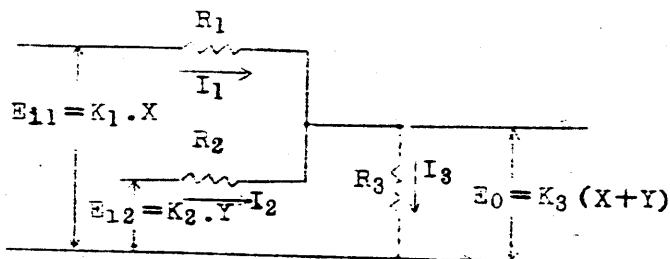 R1
I1
Ei1=K1.X
R2
Ei2=K2.Y
I2
R3
I3
E0=K3(X+Y)